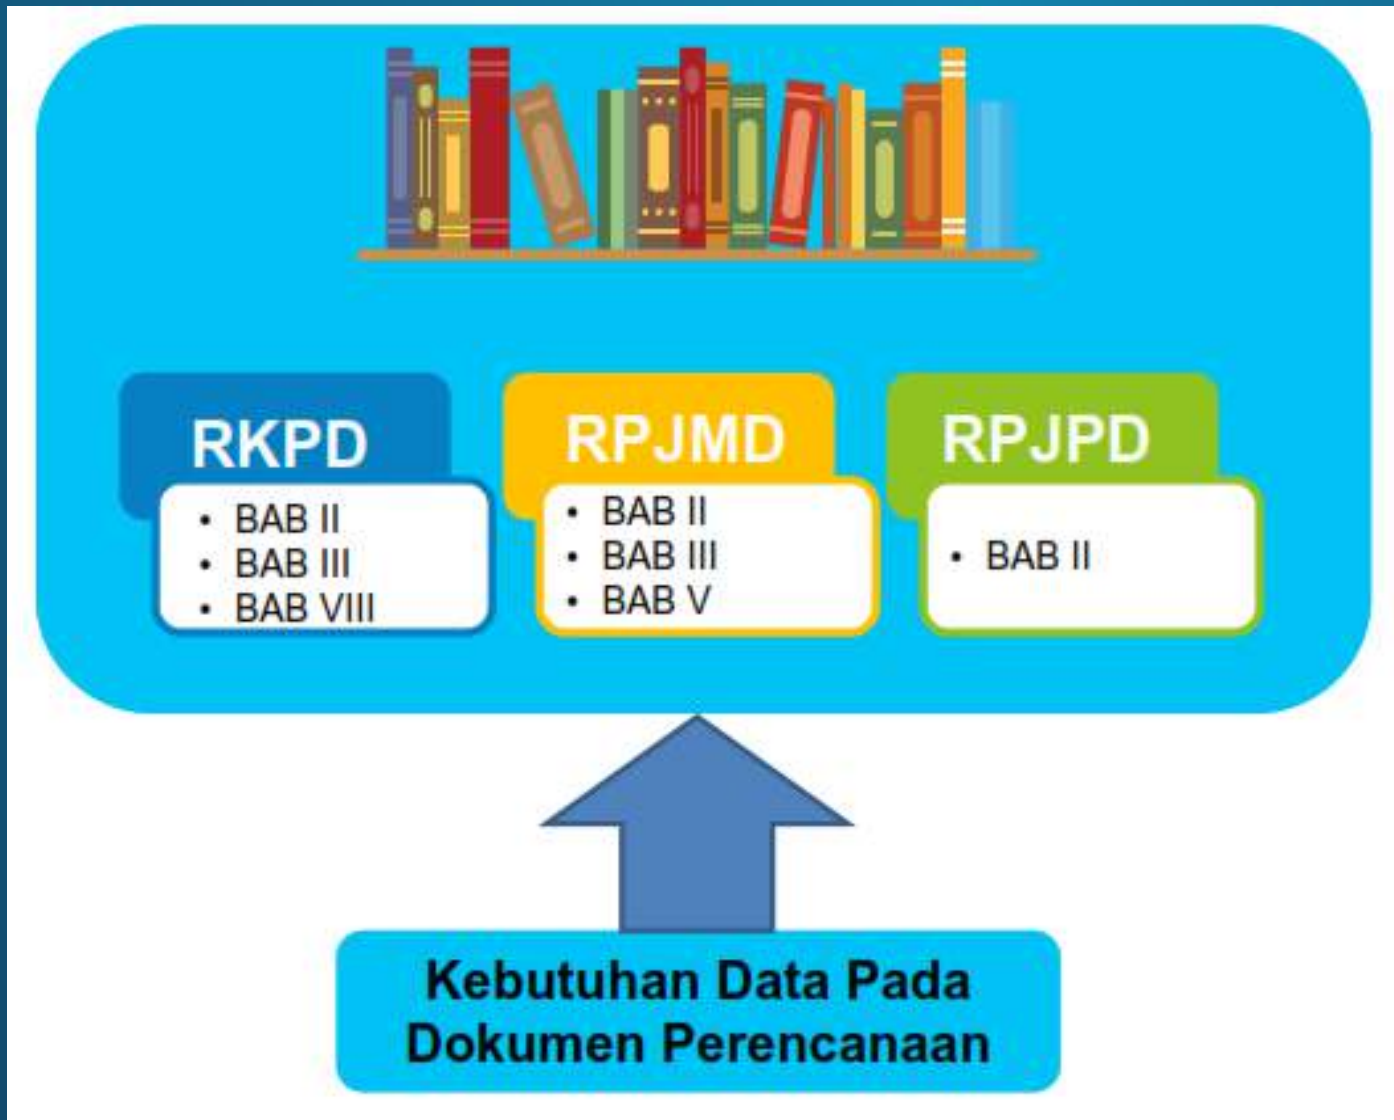 RKPD
• BAB II
• BAB III
• BAB VIII
RPJMD
• BAB II
• BAB III
• BAB V
RPJPD
• BAB II
Kebutuhan Data Pada
Dokumen Perencanaan